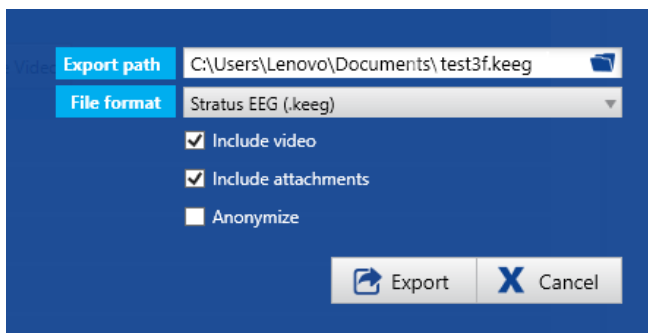 Export path C:\Users\Lenovo\Documents\test3f.keeg
File format Stratus EEG (.keeg)
Include video
Include attachments
Anonymize
Export Cancel